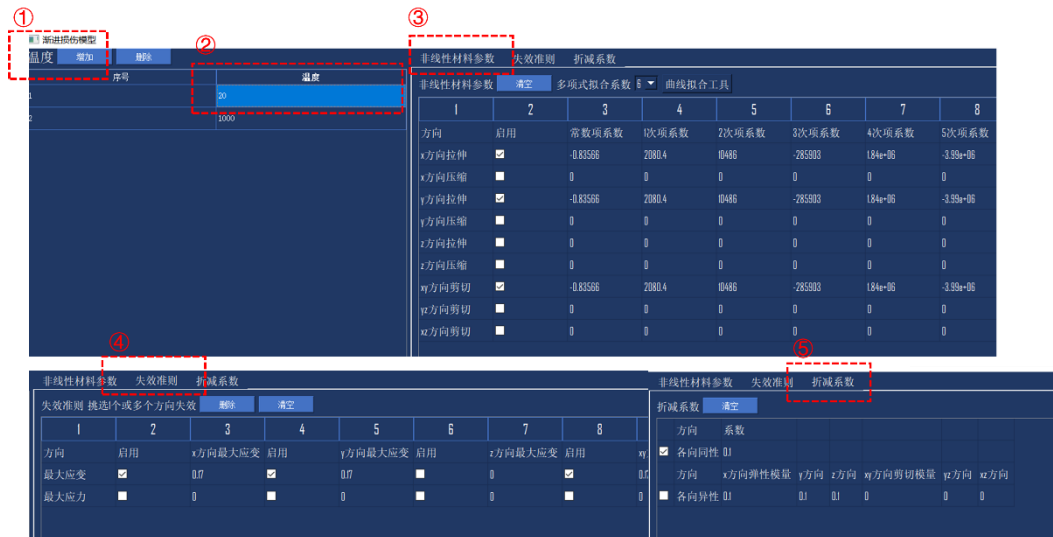 ①
渐进损伤模型
温度 增加 删除
②
序号 温度
1 20
2 1000
③
非线性材料参数 失效准则 折减系数
非线性材料参数 清空 多项式拟合系数 6 曲线拟合工具
1 2 3 4 5 6 7 8
方向 启用 常数项系数 1次项系数 2次项系数 3次项系数 4次项系数 5次项系数
x方向拉伸 -0.83566 2080.4 10486 -285903 1.84e+06 -3.99e+06
x方向压缩 0 0 0 0 0 0
y方向拉伸 -0.83566 2080.4 10486 -285903 1.84e+06 -3.99e+06
y方向压缩 0 0 0 0 0 0
z方向拉伸 0 0 0 0 0 0
z方向压缩 0 0 0 0 0 0
xy方向剪切 -0.83566 2080.4 10486 -285903 1.84e+06 -3.99e+06
yz方向剪切 0 0 0 0 0 0
xz方向剪切 0 0 0 0 0 0
④
非线性材料参数 失效准则 折减系数
失效准则 挑选1个或多个方向失效 删除 清空
1 2 3 4 5 6 7 8
方向 启用 x方向最大应变 启用 y方向最大应变 启用 z方向最大应变 启用
最大应变 0.17 0.17 0
最大应力 0 0 0 0
⑤
非线性材料参数 失效准则 折减系数
折减系数 清空
方向 系数
各向同性 0.1
方向 x方向弹性模量 y方向 z方向 xy方向剪切模量 yz方向 xz方向
各向异性 0.1 0.1 0.1 0 0 0